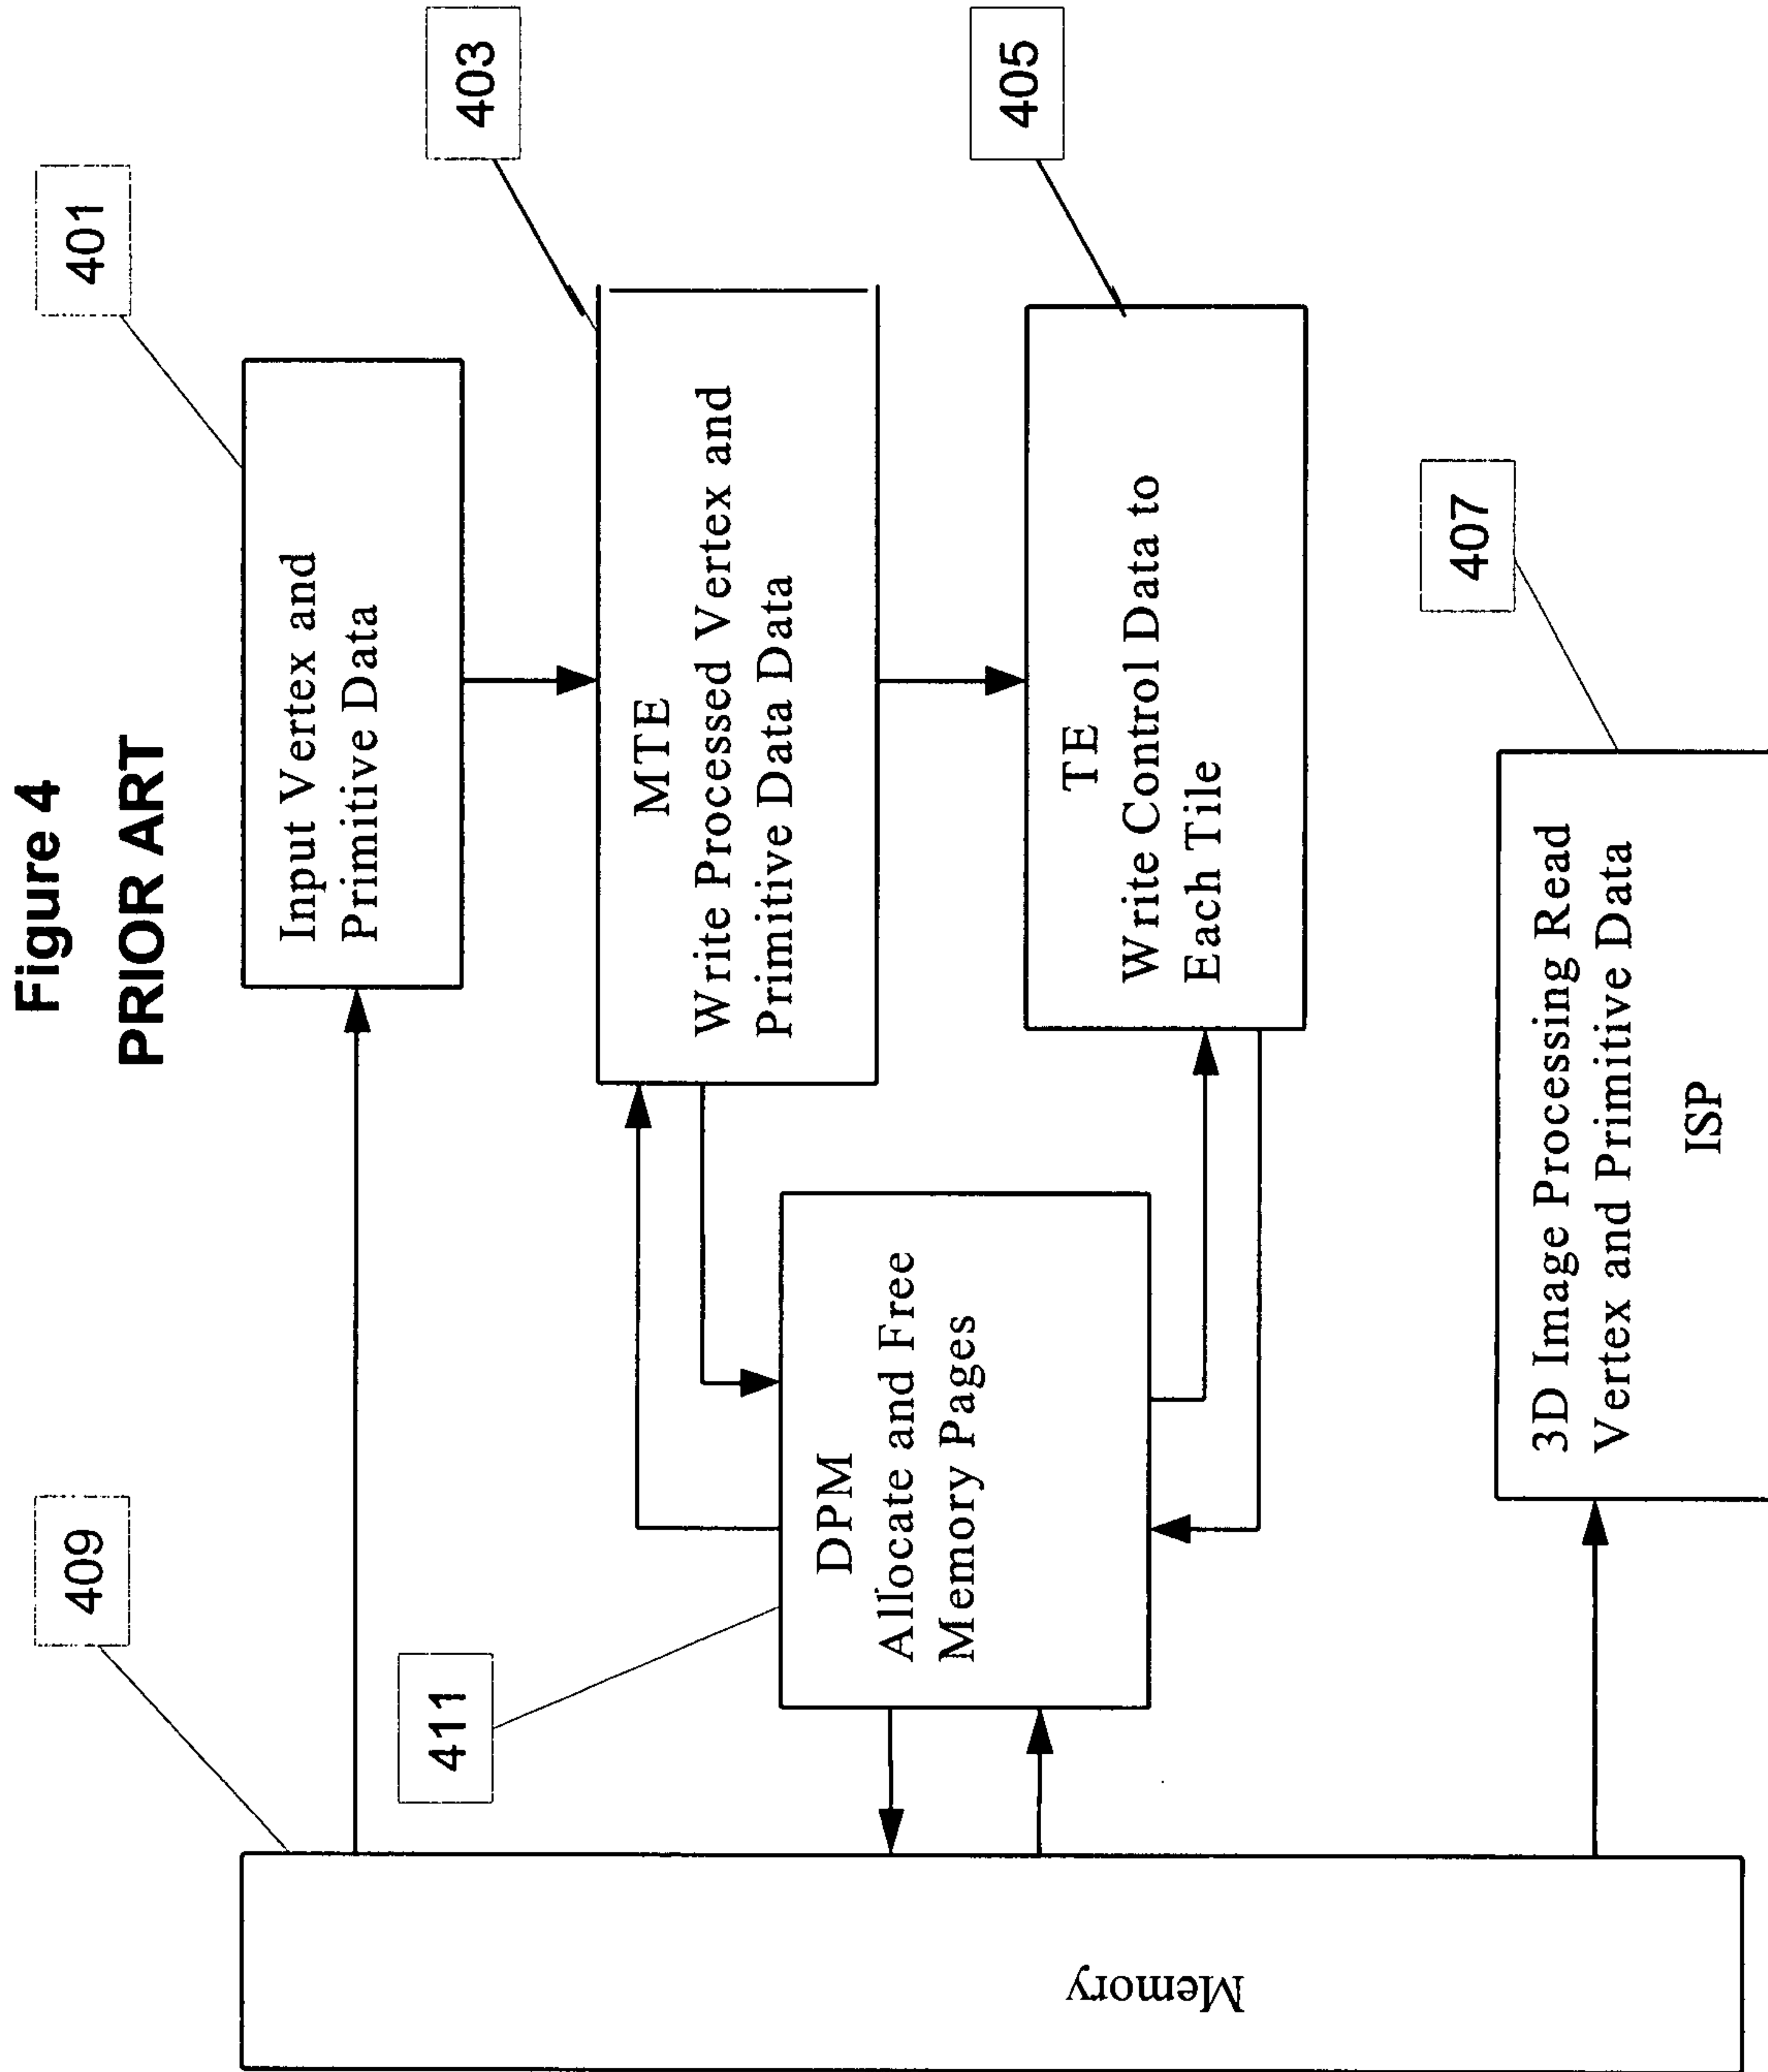 Figure 4
PRIOR ART
409
401
Input Vertex and
Primitive Data
403
MTE
Write Processed Vertex and
Primitive Data Data
411
DPM
Allocate and Free
Memory Pages
405
TE
Write Control Data to
Each Tile
407
3D Image Processing Read
Vertex and Primitive Data
ISP
Memory